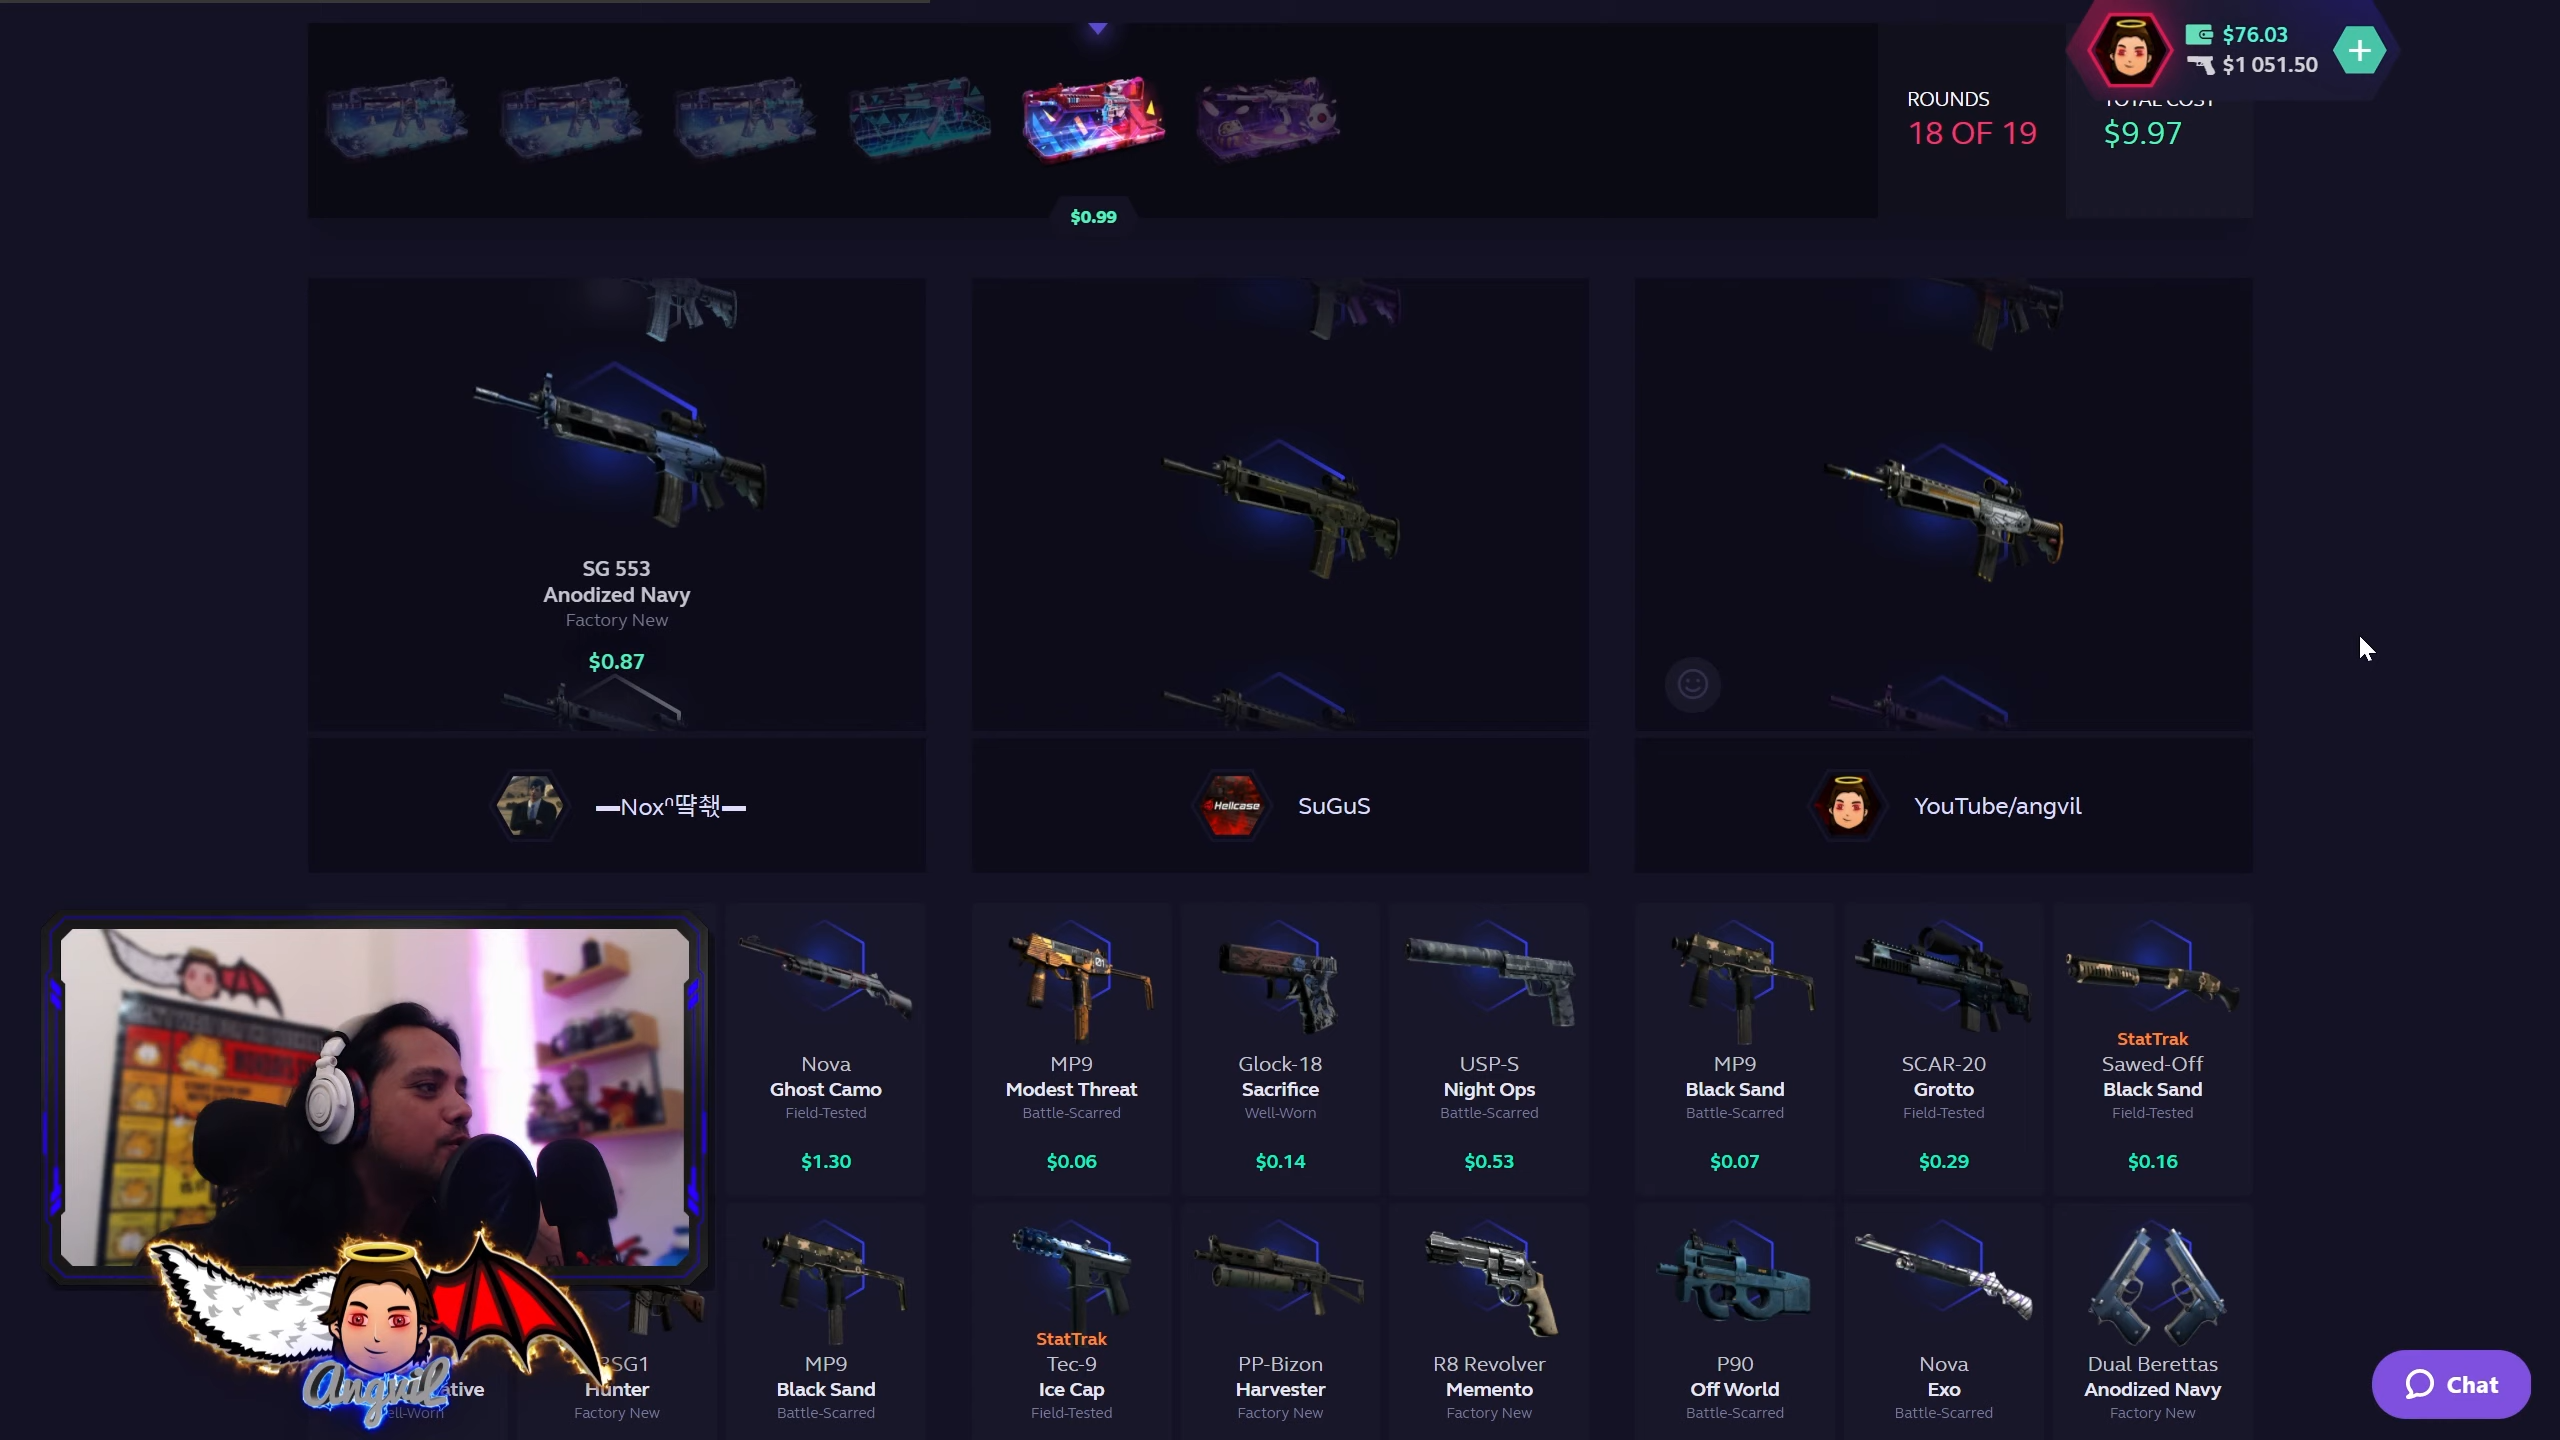 $76.03
$1 051.50
ROUNDS
TOTAL COST
18 OF 19
$9.97
$0.99
SG 553
Anodized Navy
Factory New
$0.87
Hellcase
SuGuS
YouTube/angvil
Nova
Ghost Camo
Field-Tested
$1.30
MP9
Modest Threat
Battle-Scarred
$0.06
Glock-18
Sacrifice
Well-Worn
$0.14
USP-S
Night Ops
Battle-Scarred
$0.53
MP9
Black Sand
Battle-Scarred
$0.07
SCAR-20
Grotto
Field-Tested
$0.29
StatTrak
Sawed-Off
Black Sand
Field-Tested
$0.16
Angvil
Hunter
Factory New
MP9
Black Sand
Battle-Scarred
StatTrak
Tec-9
Ice Cap
Field-Tested
PP-Bizon
Harvester
Factory New
R8 Revolver
Memento
Factory New
P90
Off World
Battle-Scarred
Nova
Exo
Battle-Scarred
Dual Berettas
Anodized Navy
Factory New
Chat